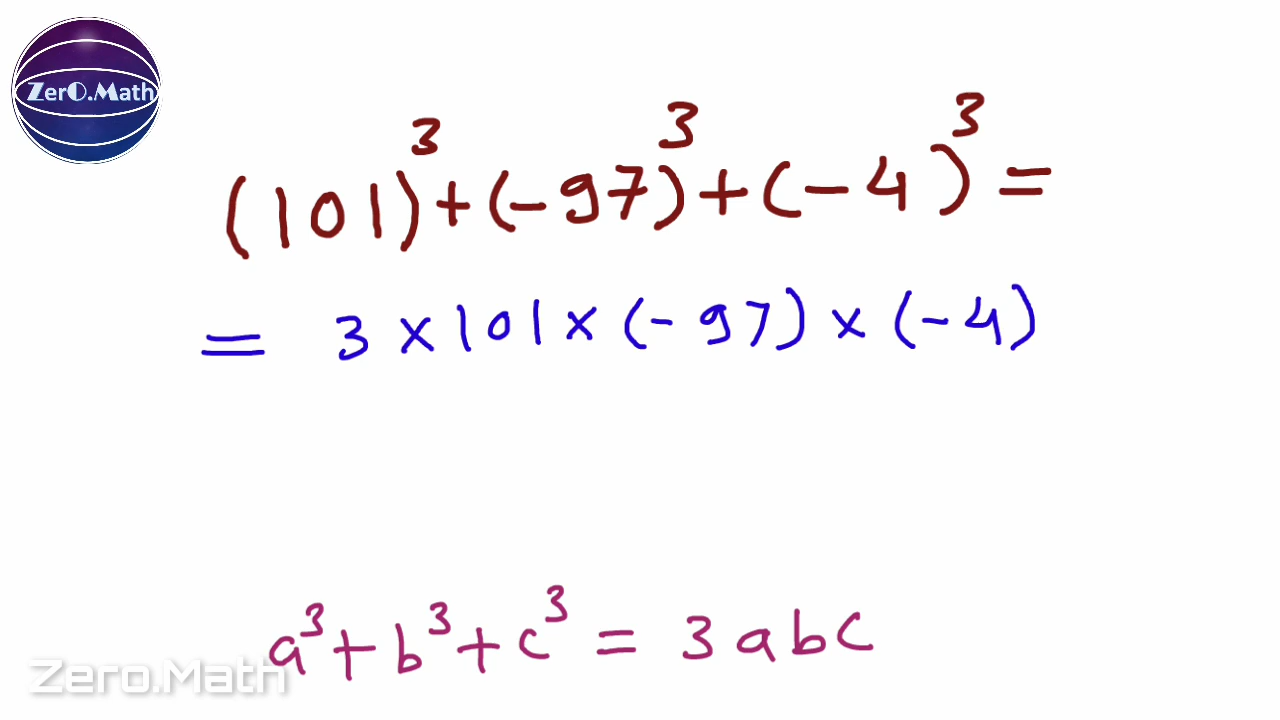 ZerO.Math
(101)³+(-97)³+(-4)³=
= 3×101×(-97)×(-4)
a³+b³+c³=3abc
Zero.Math